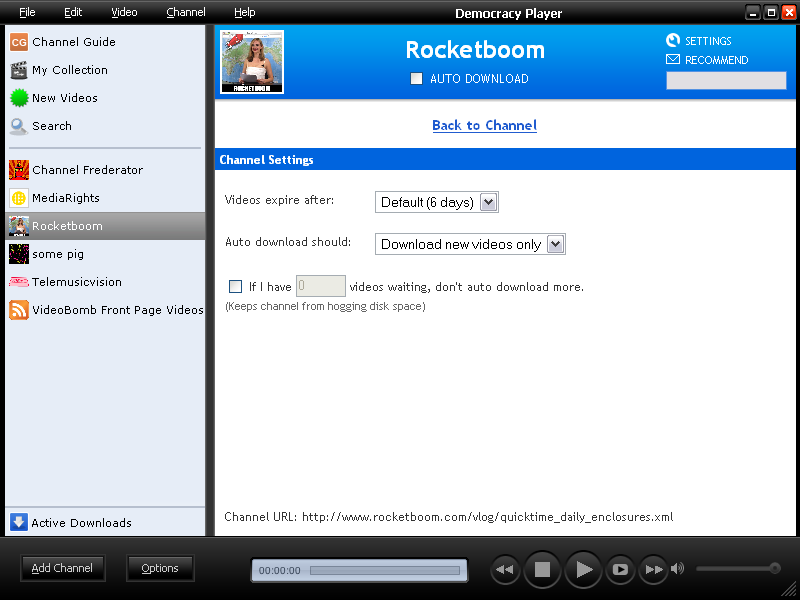 File Edit Video Channel Help Democracy Player
CG Channel Guide
My Collection
New Videos
Search
Channel Frederator
MediaRights
Rocketboom
some pig
Telemusicvision
VideoBomb Front Page Videos
Active Downloads
ROCKETBOOM
Rocketboom
AUTO DOWNLOAD
SETTINGS
RECOMMEND
Back to Channel
Channel Settings
Videos expire after: Default (6 days)
Auto download should: Download new videos only
If I have 0 videos waiting, don't auto download more.
(Keeps channel from hogging disk space)
Channel URL: http://www.rocketboom.com/vlog/quicktime_daily_enclosures.xml
Add Channel Options 00:00:00